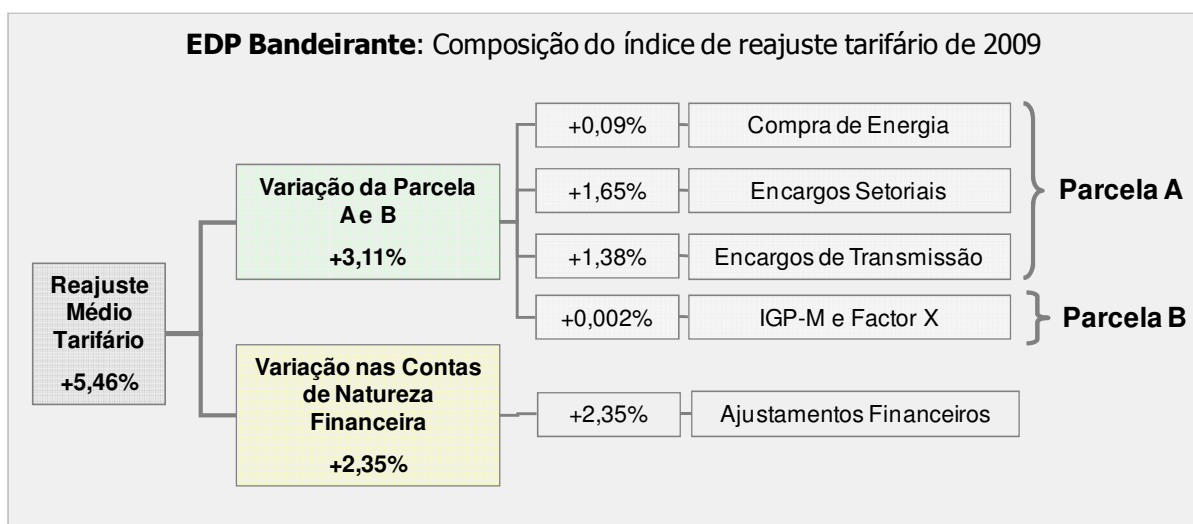 EDP Bandeirante: Composição do índice de reajuste tarifário de 2009
Reajuste
Médio
Tarifário
+5,46%
Variação da Parcela
A e B
+3,11%
+0,09%
Compra de Energia
+1,65%
Encargos Setoriais
+1,38%
Encargos de Transmissão
Parcela A
+0,002%
IGP-M e Factor X
Parcela B
Variação nas Contas
de Natureza
Financeira
+2,35%
+2,35%
Ajustamentos Financeiros